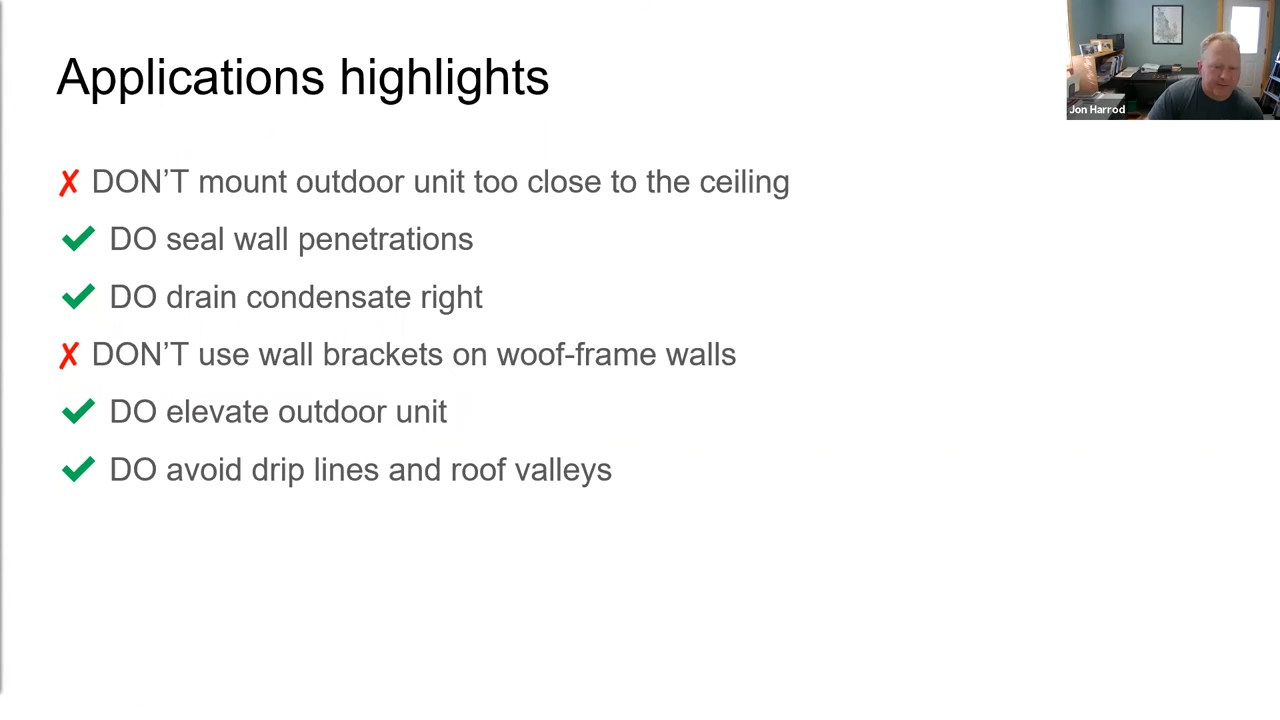 Applications highlights
Jon Harrod
✗ DON'T mount outdoor unit too close to the ceiling
✔ DO seal wall penetrations
✔ DO drain condensate right
✗ DON'T use wall brackets on woof-frame walls
✔ DO elevate outdoor unit
✔ DO avoid drip lines and roof valleys